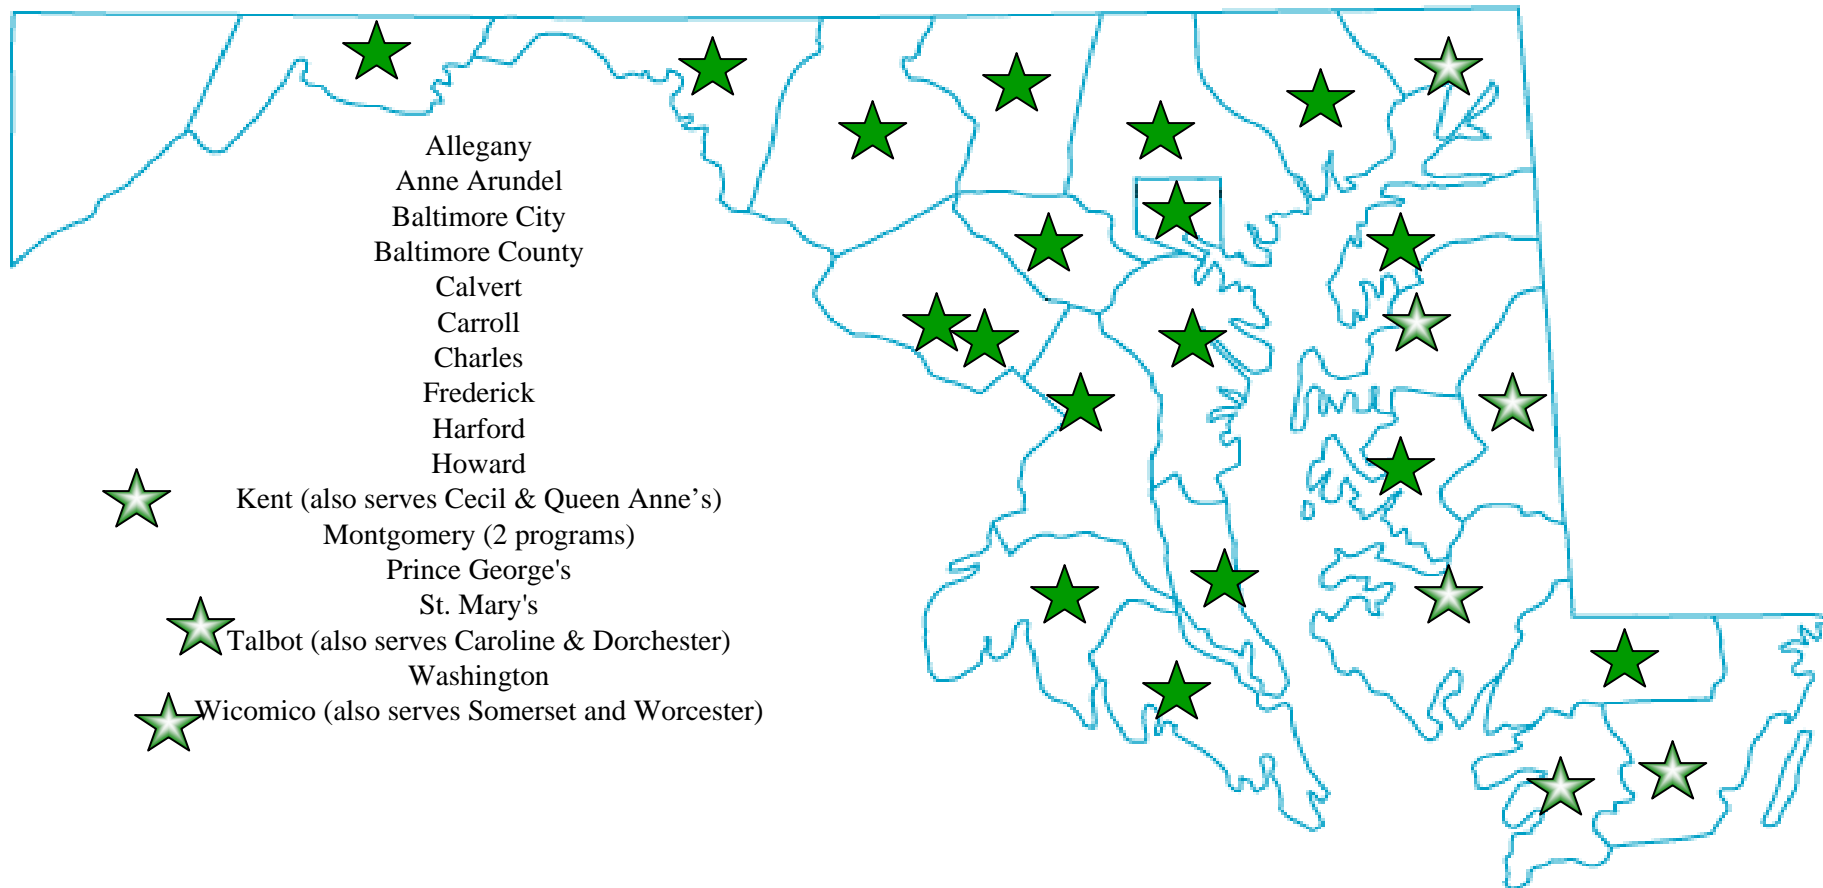 Allegany
Anne Arundel
Baltimore City
Baltimore County
Calvert
Carroll
Charles
Frederick
Harford
Howard
Kent (also serves Cecil & Queen Anne’s)
Montgomery (2 programs)
Prince George's
St. Mary's
Talbot (also serves Caroline & Dorchester)
Washington
Wicomico (also serves Somerset and Worcester)